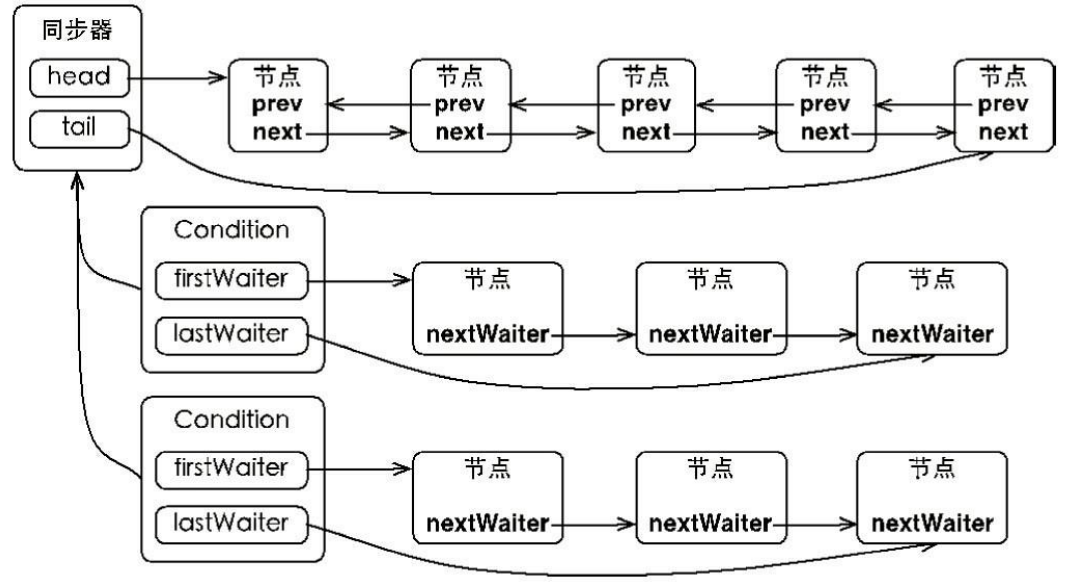 同步器
head
tail
节点 节点 节点 节点 节点
prev prev prev prev prev
next next next next next
Condition
firstWaiter
lastWaiter
节点 节点 节点
nextWaiter nextWaiter nextWaiter
Condition
firstWaiter
lastWaiter
节点 节点 节点
nextWaiter nextWaiter nextWaiter